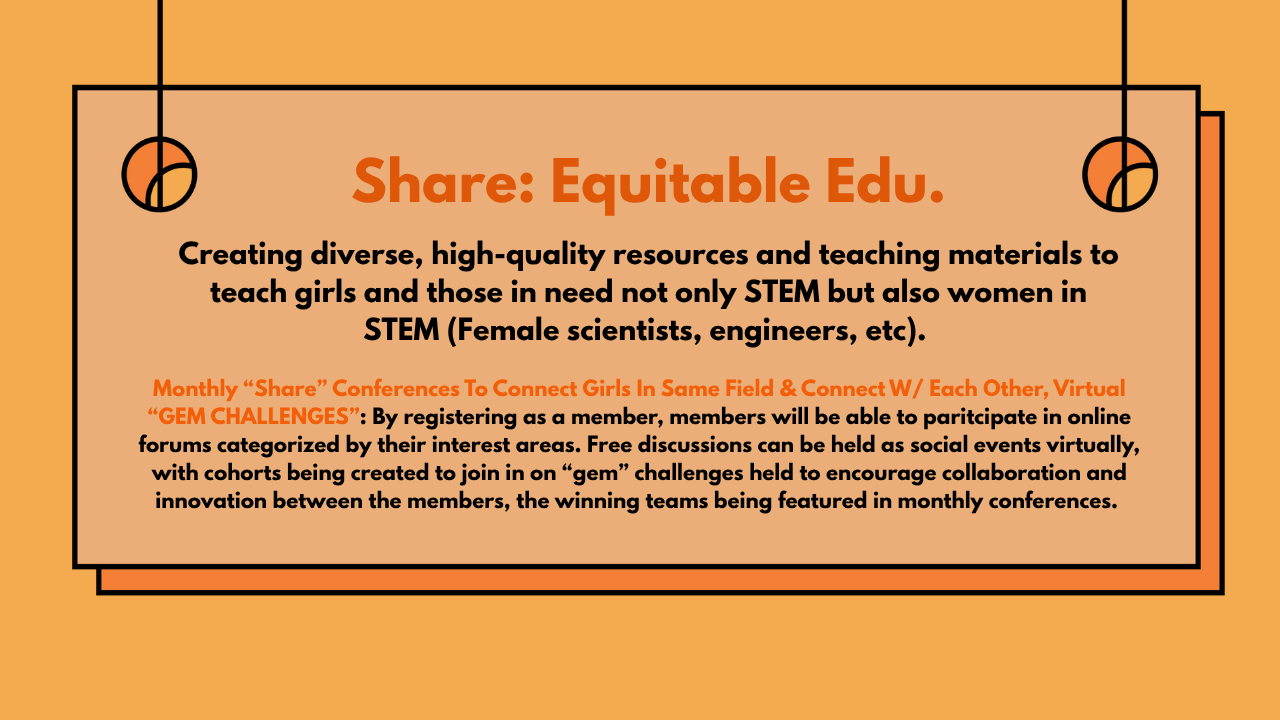 Share: Equitable Edu.
Creating diverse, high-quality resources and teaching materials to
teach girls and those in need not only STEM but also women in
STEM (Female scientists, engineers, etc).
Monthly “Share” Conferences To Connect Girls In Same Field & Connect W/ Each Other, Virtual
“GEM CHALLENGES”: By registering as a member, members will be able to paritcipate in online
forums categorized by their interest areas. Free discussions can be held as social events virtually,
with cohorts being created to join in on “gem” challenges held to encourage collaboration and
innovation between the members, the winning teams being featured in monthly conferences.